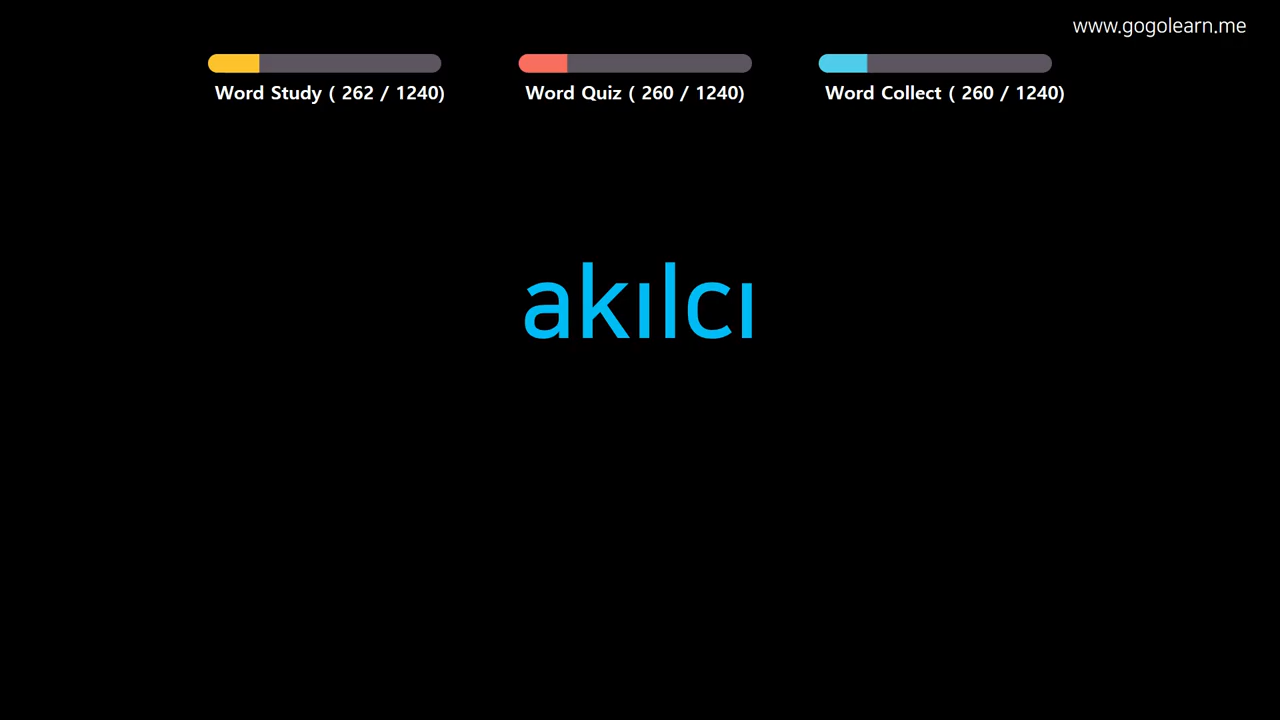 www.gogolearn.me
Word Study ( 262 / 1240)
Word Quiz ( 260 / 1240)
Word Collect ( 260 / 1240)
akılcı